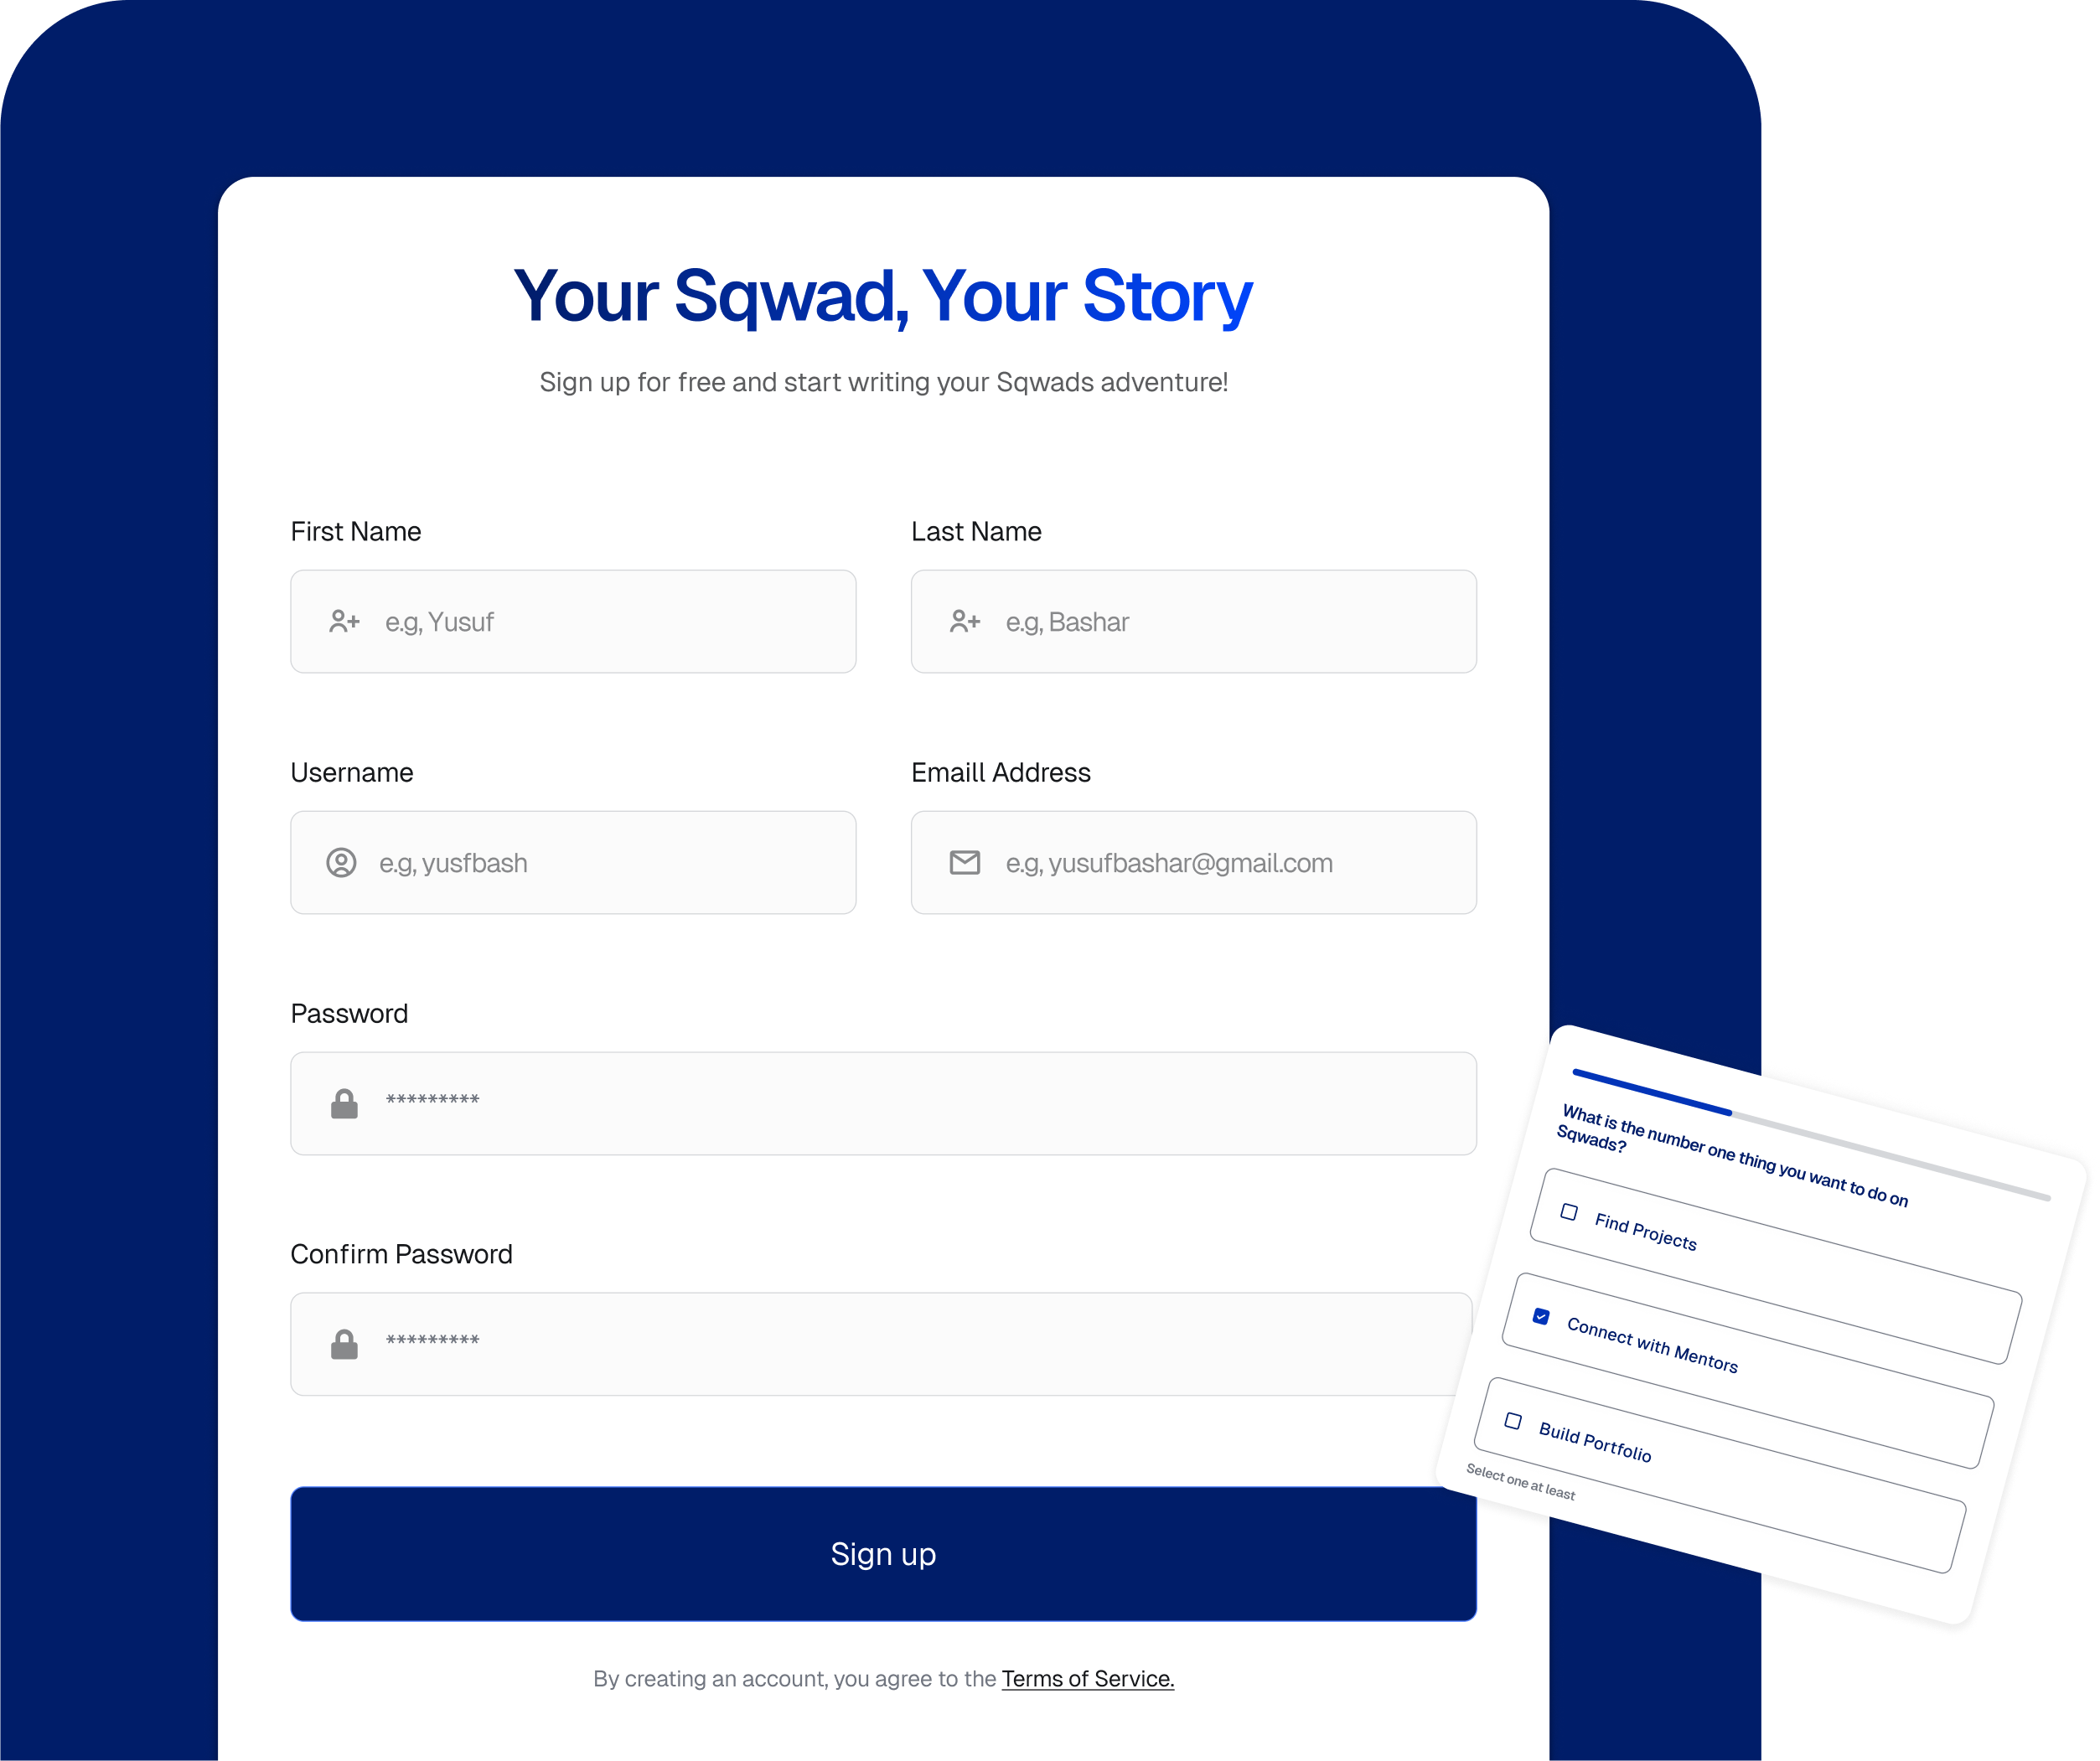 Your Sqwad, Your Story
Sign up for free and start writing your Sqwads adventure!
First Name
Last Name
e.g, Yusuf
e.g, Bashar
Username
Emaill Address
e.g, yusfbash
e.g, yusufbashar@gmail.com
Password
*********
Confirm Password
*********
Sign up
By creating an account, you agree to the Terms of Service.
What is the number one thing you want to do on
Sqwads?
Find Projects
Connect with Mentors
Build Portfolio
Select one at least